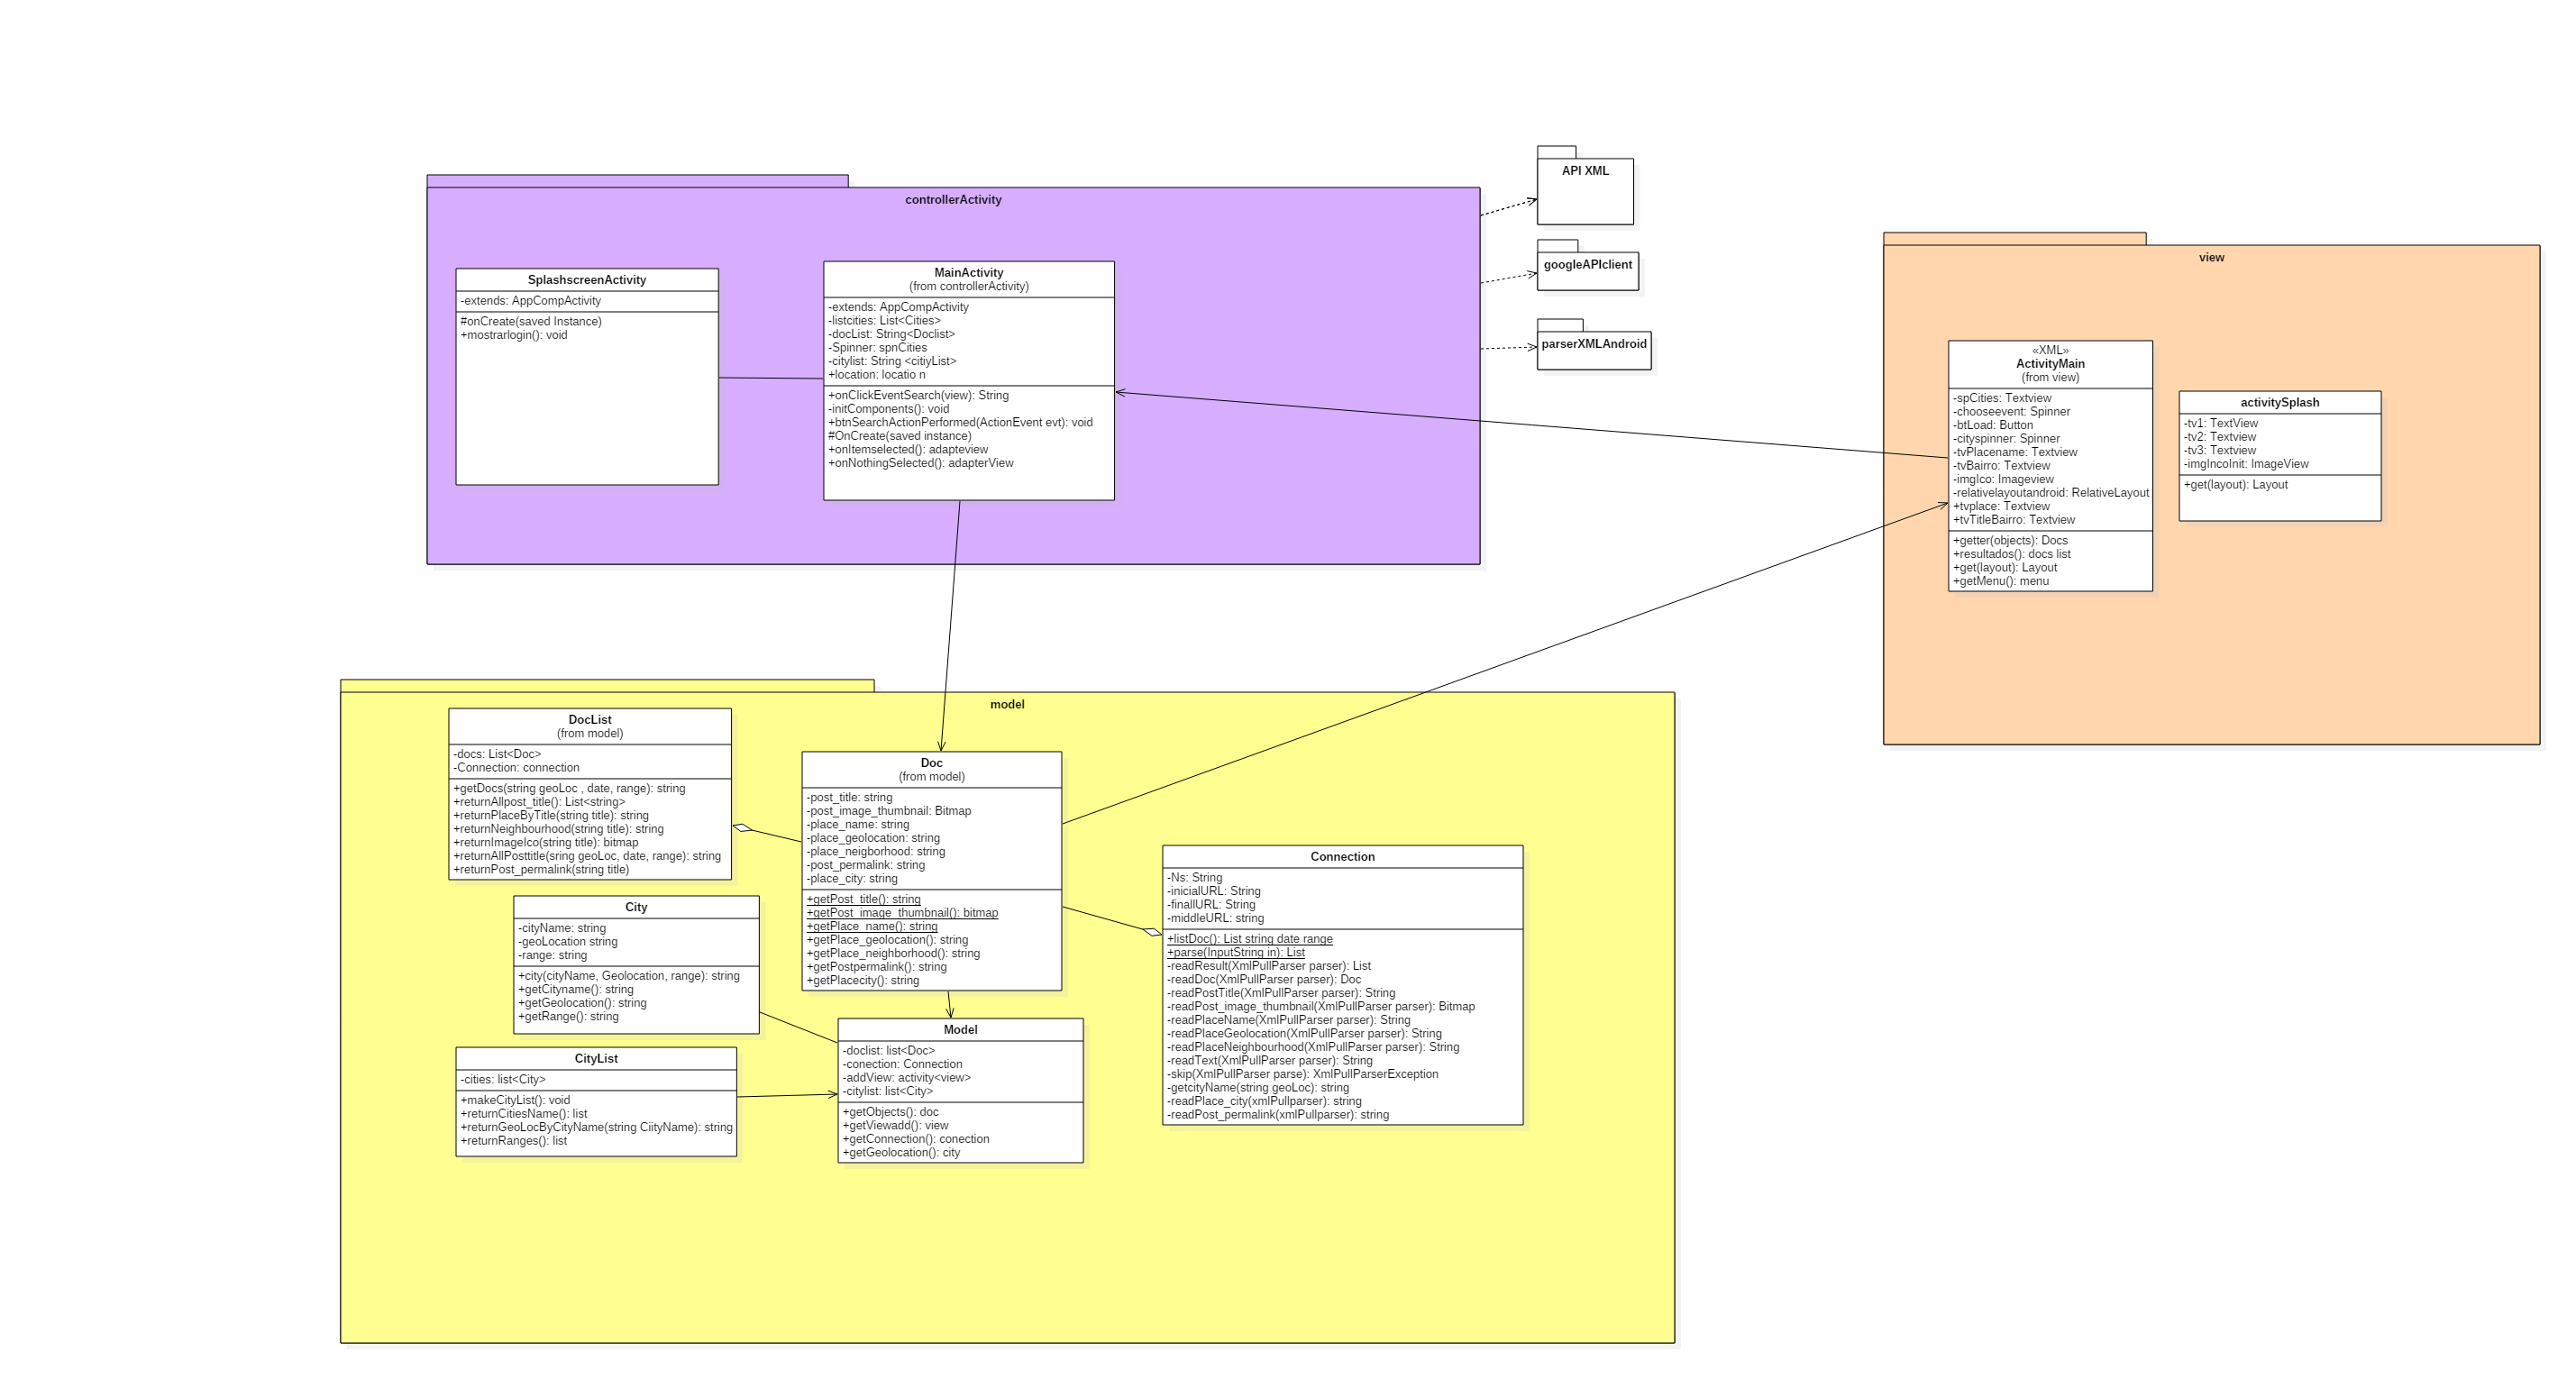 controllerActivity
SplashscreenActivity
-extends: AppCompActivity
#onCreate(saved Instance)
+mostrarlogin(): void
MainActivity
(from controllerActivity)
-extends: AppCompActivity
-listcities: List<Cities>
-docList: String<Doclist>
-Spinner: spnCities
-citylist: String <citiyList>
+location: locatio n
+onClickEventSearch(view): String
-initComponents(): void
+btnSearchActionPerformed(ActionEvent evt): void
#OnCreate(saved instance)
+onItemselected(): adapteview
+onNothingSelected(): adapterView
API XML
googleAPIclient
parserXMLAndroid
view
«XML»
ActivityMain
(from view)
-spCities: Textview
-chooseevent: Spinner
-btLoad: Button
-cityspinner: Spinner
-tvPlacename: Textview
-tvBairro: Textview
-imgIco: Imageview
-relativelayoutandroid: RelativeLayout
+tvplace: Textview
+tvTitleBairro: Textview
+getter(objects): Docs
+resultados(): docs list
+get(layout): Layout
+getMenu(): menu
activitySplash
-tv1: TextView
-tv2: Textview
-tv3: Textview
-imgIncoInit: ImageView
+get(layout): Layout
model
DocList
(from model)
-docs: List<Doc>
-Connection: connection
+getDocs(string geoLoc , date, range): string
+returnAllpost_title(): List<string>
+returnPlaceByTitle(string title): string
+returnNeighbourhood(string title): string
+returnImageIco(string title): bitmap
+returnAllPosttitle(sring geoLoc, date, range): string
+returnPost_permalink(string title)
Doc
(from model)
-post_title: string
-post_image_thumbnail: Bitmap
-place_name: string
-place_geolocation: string
-place_neigborhood: string
-post_permalink: string
-place_city: string
+getPost_title(): string
+getPost_image_thumbnail(): bitmap
+getPlace_name(): string
+getPlace_geolocation(): string
+getPlace_neighborhood(): string
+getPostpermalink(): string
+getPlacecity(): string
Connection
-Ns: String
-inicialURL: String
-finallURL: String
-middleURL: string
+listDoc(): List string date range
+parse(InputString in): List
-readResult(XmlPullParser parser): List
-readDoc(XmlPullParser parser): Doc
-readPostTitle(XmlPullParser parser): String
-readPost_image_thumbnail(XmlPullParser parser): Bitmap
-readPlaceName(XmlPullParser parser): String
-readPlaceGeolocation(XmlPullParser parser): String
-readPlaceNeighbourhood(XmlPullParser parser): String
-readText(XmlPullParser parser): String
-skip(XmlPullParser parse): XmlPullParserException
-getcityName(string geoLoc): string
-readPlace_city(xmlPullparser): string
-readPost_permalink(xmlPullparser): string
City
-cityName: string
-geoLocation string
-range: string
+city(cityName, Geolocation, range): string
+getCityname(): string
+getGeolocation(): string
+getRange(): string
CityList
-cities: list<City>
+makeCityList(): void
+returnCitiesName(): list
+returnGeoLocByCityName(string CiityName): string
+returnRanges(): list
Model
-doclist: list<Doc>
-conection: Connection
-addView: activity<view>
-citylist: list<City>
+getObjects(): doc
+getViewadd(): view
+getConnection(): conection
+getGeolocation(): city